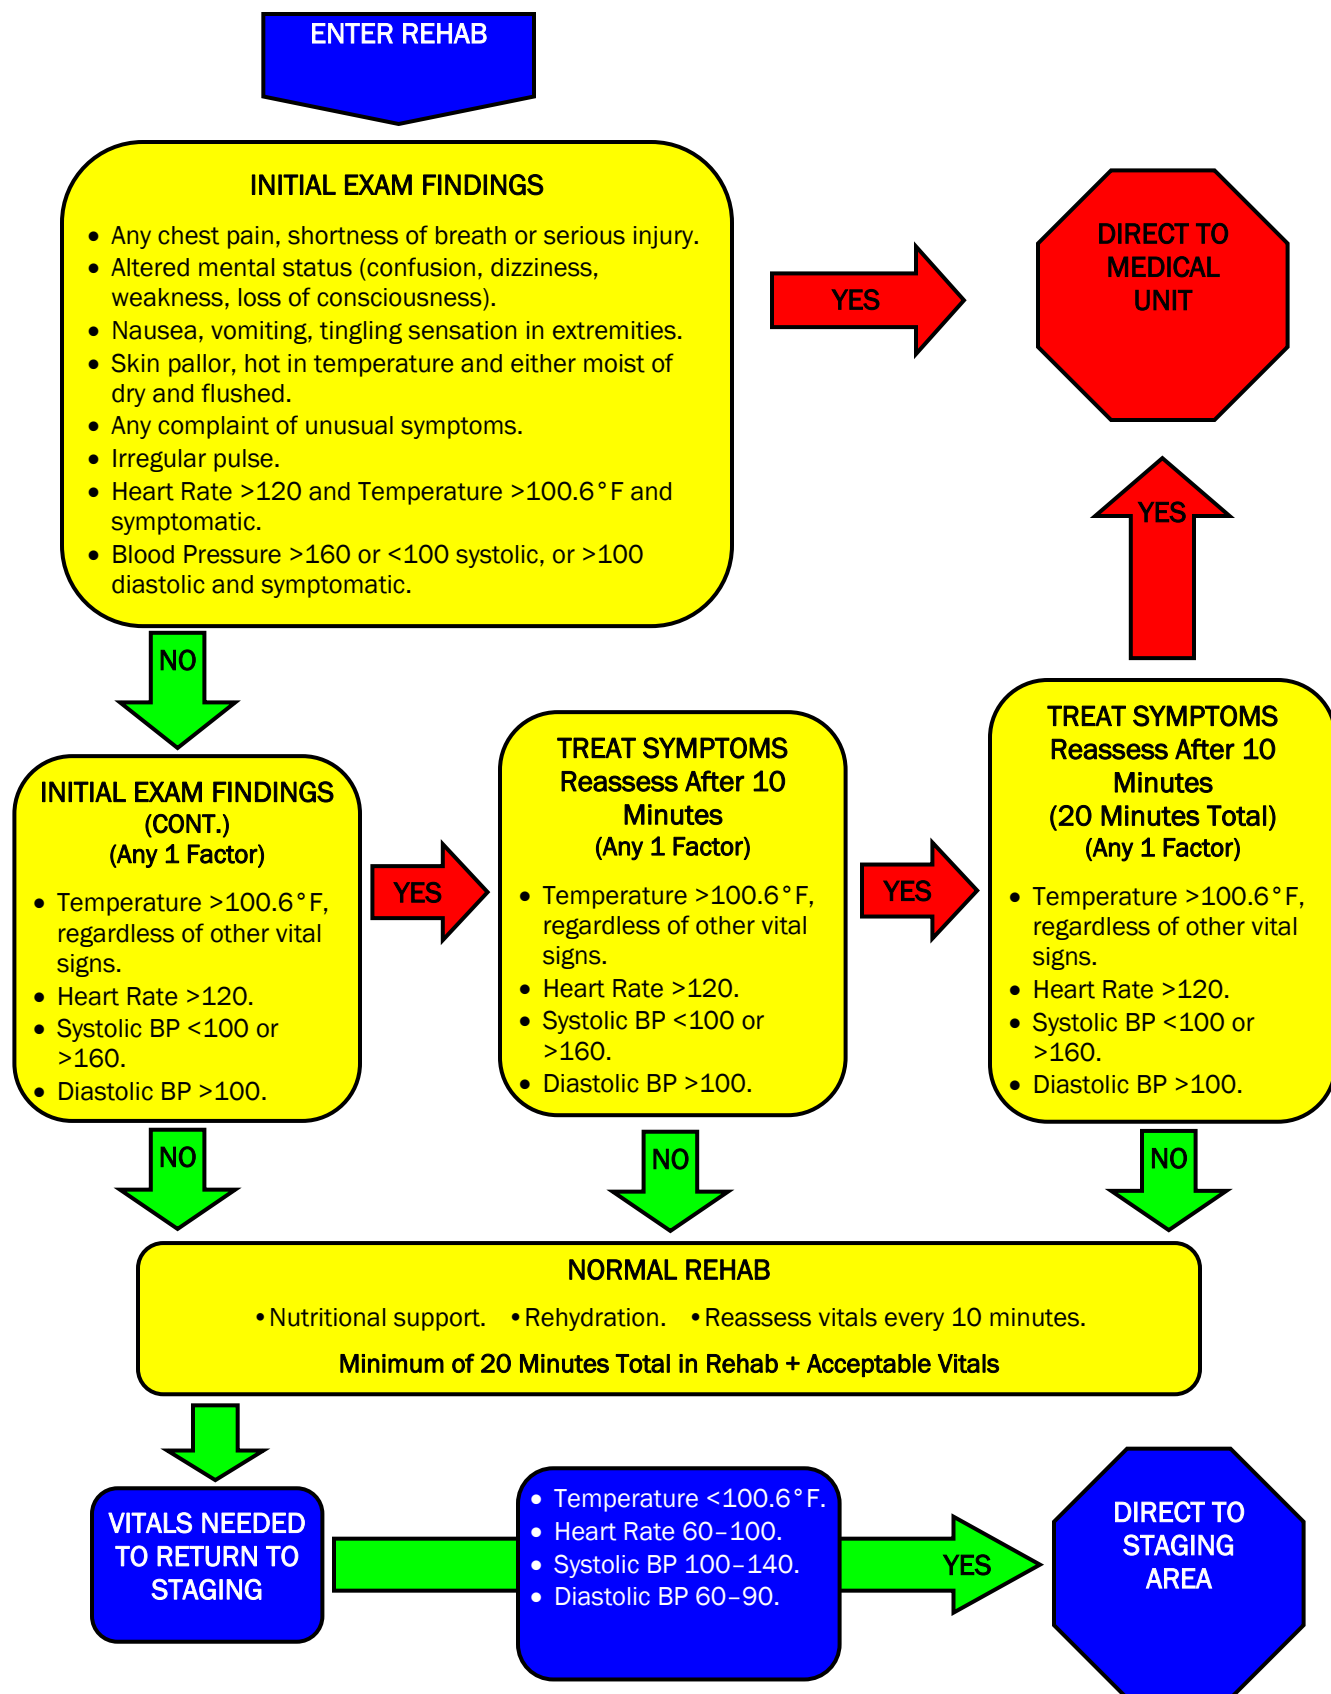 ENTER REHAB
INITIAL EXAM FINDINGS
• Any chest pain, shortness of breath or serious injury.
• Altered mental status (confusion, dizziness,
weakness, loss of consciousness).
• Nausea, vomiting, tingling sensation in extremities.
• Skin pallor, hot in temperature and either moist of
dry and flushed.
• Any complaint of unusual symptoms.
• Irregular pulse.
• Heart Rate >120 and Temperature >100.6°F and
symptomatic.
• Blood Pressure >160 or <100 systolic, or >100
diastolic and symptomatic.
YES
DIRECT TO
MEDICAL
UNIT
YES
NO
INITIAL EXAM FINDINGS
(CONT.)
(Any 1 Factor)
• Temperature >100.6°F,
regardless of other vital
signs.
• Heart Rate >120.
• Systolic BP <100 or
>160.
• Diastolic BP >100.
YES
TREAT SYMPTOMS
Reassess After 10
Minutes
(Any 1 Factor)
• Temperature >100.6°F,
regardless of other vital
signs.
• Heart Rate >120.
• Systolic BP <100 or
>160.
• Diastolic BP >100.
YES
TREAT SYMPTOMS
Reassess After 10
Minutes
(20 Minutes Total)
(Any 1 Factor)
• Temperature >100.6°F,
regardless of other vital
signs.
• Heart Rate >120.
• Systolic BP <100 or
>160.
• Diastolic BP >100.
NO
NO
NO
NORMAL REHAB
• Nutritional support. • Rehydration. • Reassess vitals every 10 minutes.
Minimum of 20 Minutes Total in Rehab + Acceptable Vitals
VITALS NEEDED
TO RETURN TO
STAGING
• Temperature <100.6°F.
• Heart Rate 60–100.
• Systolic BP 100–140.
• Diastolic BP 60–90.
YES
DIRECT TO
STAGING
AREA